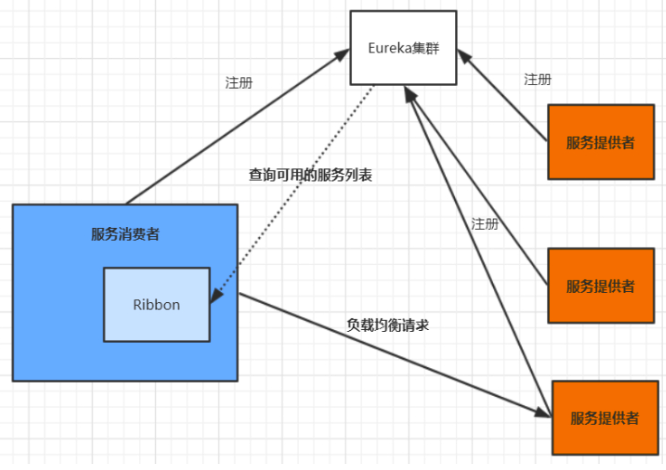 Eureka集群
注册
注册
服务提供者
查询可用的服务列表
服务消费者
注册
Ribbon
服务提供者
负载均衡请求
服务提供者